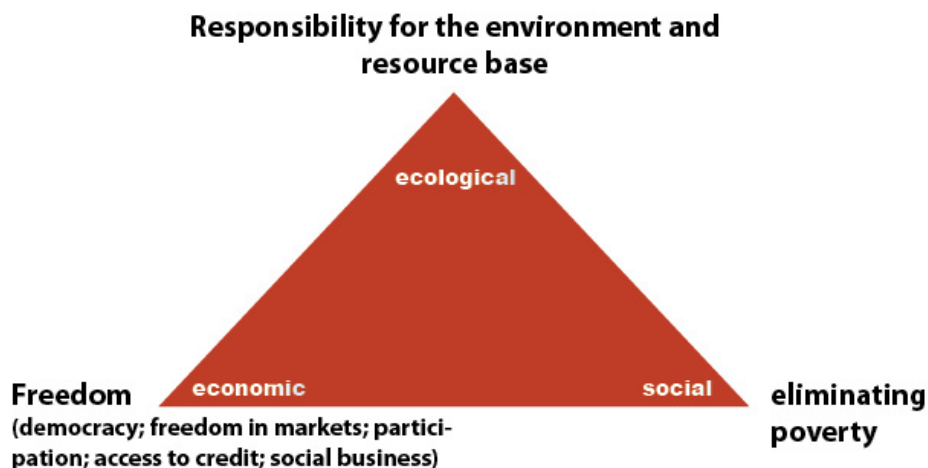 Responsibility for the environment and
resource base
ecological
economic
social
Freedom
(democracy; freedom in markets; partici-
pation; access to credit; social business)
eliminating
poverty